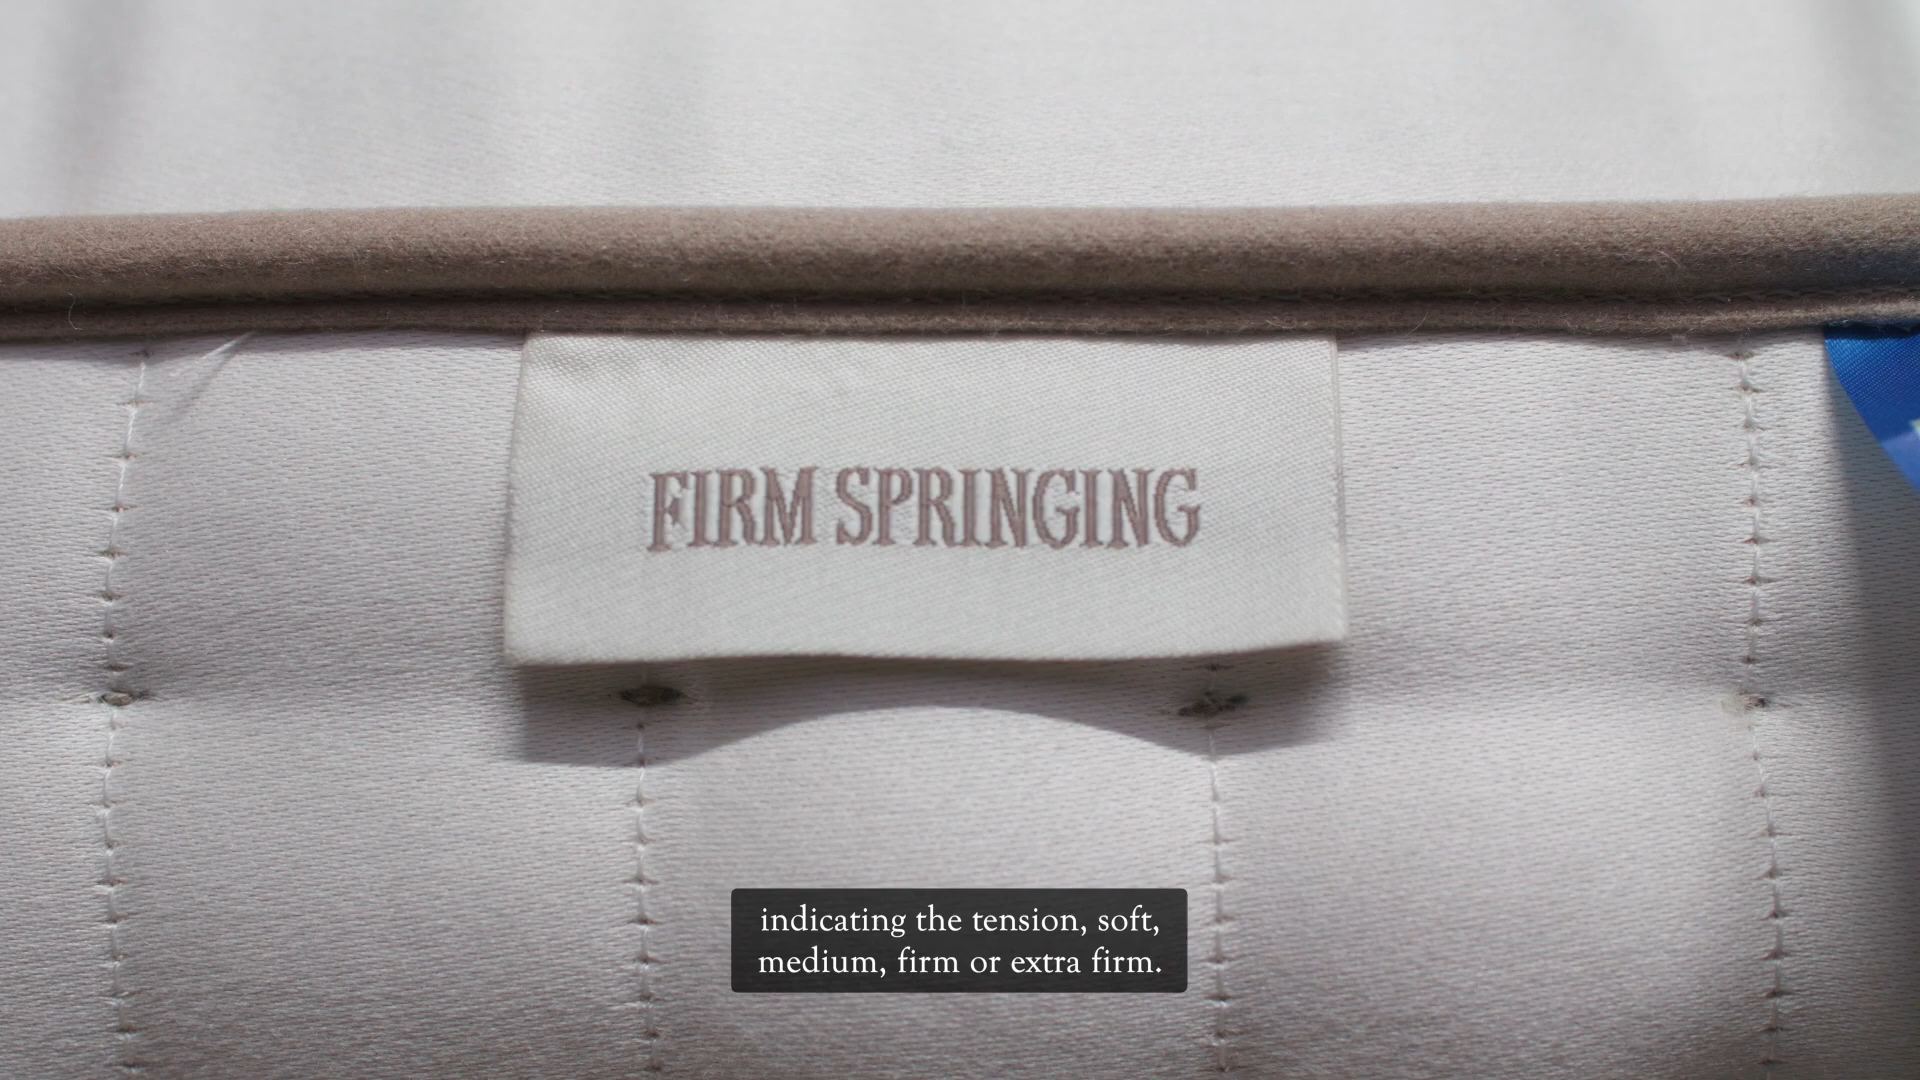 FIRM SPRINGING
indicating the tension, soft,
medium, firm or extra firm.